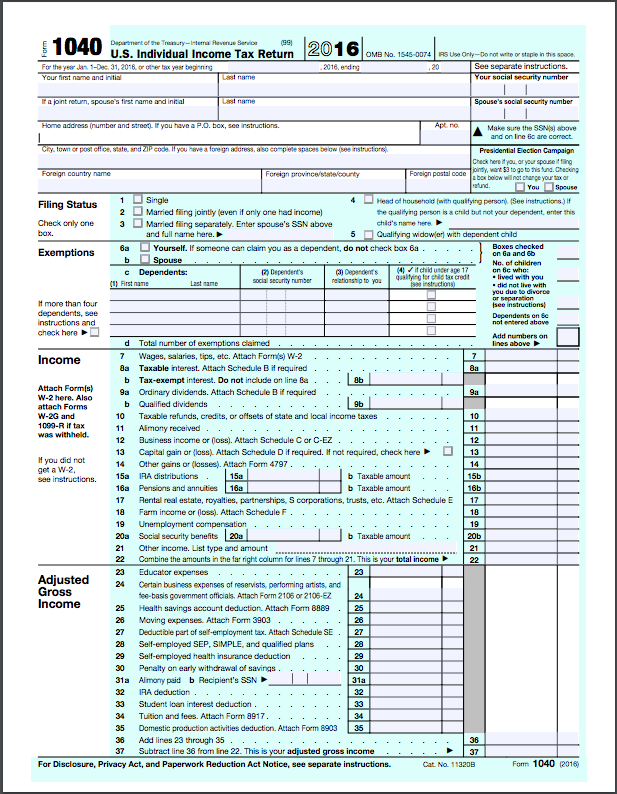 Form 1040 Department of the Treasury—Internal Revenue Service (99) U.S. Individual Income Tax Return 2016 OMB No. 1545-0074 IRS Use Only—Do not write or staple in this space.
For the year Jan. 1–Dec. 31, 2016, or other tax year beginning , 2016, ending , 20 See separate instructions.
Your first name and initial Last name Your social security number
If a joint return, spouse's first name and initial Last name Spouse's social security number
Home address (number and street). If you have a P.O. box, see instructions. Apt. no. ▲ Make sure the SSN(s) above and on line 6c are correct.
City, town or post office, state, and ZIP code. If you have a foreign address, also complete spaces below (see instructions).
Foreign country name Foreign province/state/county Foreign postal code
Presidential Election Campaign
Check here if you, or your spouse if filing
jointly, want $3 to go to this fund. Checking
a box below will not change your tax or
refund. You Spouse
Filing Status
Check only one
box.
1 Single
2 Married filing jointly (even if only one had income)
3 Married filing separately. Enter spouse's SSN above
and full name here. ▶
4 Head of household (with qualifying person). (See instructions.) If
the qualifying person is a child but not your dependent, enter this
child's name here. ▶
5 Qualifying widow(er) with dependent child
Exemptions
6a Yourself. If someone can claim you as a dependent, do not check box 6a
b Spouse
c Dependents:
(1) First name Last name
(2) Dependent's
social security number
(3) Dependent's
relationship to you
(4) ✓ if child under age 17
qualifying for child tax credit
(see instructions)
If more than four
dependents, see
instructions and
check here ▶
d Total number of exemptions claimed
Boxes checked
on 6a and 6b
No. of children
on 6c who:
• lived with you
• did not live with
you due to divorce
or separation
(see instructions)
Dependents on 6c
not entered above
Add numbers on
lines above ▶
Income
Attach Form(s)
W-2 here. Also
attach Forms
W-2G and
1099-R if tax
was withheld.
If you did not
get a W-2,
see instructions.
7 Wages, salaries, tips, etc. Attach Form(s) W-2 7
8a Taxable interest. Attach Schedule B if required 8a
b Tax-exempt interest. Do not include on line 8a 8b
9a Ordinary dividends. Attach Schedule B if required 9a
b Qualified dividends 9b
10 Taxable refunds, credits, or offsets of state and local income taxes 10
11 Alimony received 11
12 Business income or (loss). Attach Schedule C or C-EZ 12
13 Capital gain or (loss). Attach Schedule D if required. If not required, check here ▶ 13
14 Other gains or (losses). Attach Form 4797 14
15a IRA distributions 15a b Taxable amount 15b
16a Pensions and annuities 16a b Taxable amount 16b
17 Rental real estate, royalties, partnerships, S corporations, trusts, etc. Attach Schedule E 17
18 Farm income or (loss). Attach Schedule F 18
19 Unemployment compensation 19
20a Social security benefits 20a b Taxable amount 20b
21 Other income. List type and amount 21
22 Combine the amounts in the far right column for lines 7 through 21. This is your total income ▶ 22
Adjusted
Gross
Income
23 Educator expenses 23
24 Certain business expenses of reservists, performing artists, and
fee-basis government officials. Attach Form 2106 or 2106-EZ 24
25 Health savings account deduction. Attach Form 8889 25
26 Moving expenses. Attach Form 3903 26
27 Deductible part of self-employment tax. Attach Schedule SE 27
28 Self-employed SEP, SIMPLE, and qualified plans 28
29 Self-employed health insurance deduction 29
30 Penalty on early withdrawal of savings 30
31a Alimony paid b Recipient's SSN ▶ 31a
32 IRA deduction 32
33 Student loan interest deduction 33
34 Tuition and fees. Attach Form 8917 34
35 Domestic production activities deduction. Attach Form 8903 35
36 Add lines 23 through 35 36
37 Subtract line 36 from line 22. This is your adjusted gross income ▶ 37
For Disclosure, Privacy Act, and Paperwork Reduction Act Notice, see separate instructions. Cat. No. 11320B Form 1040 (2016)